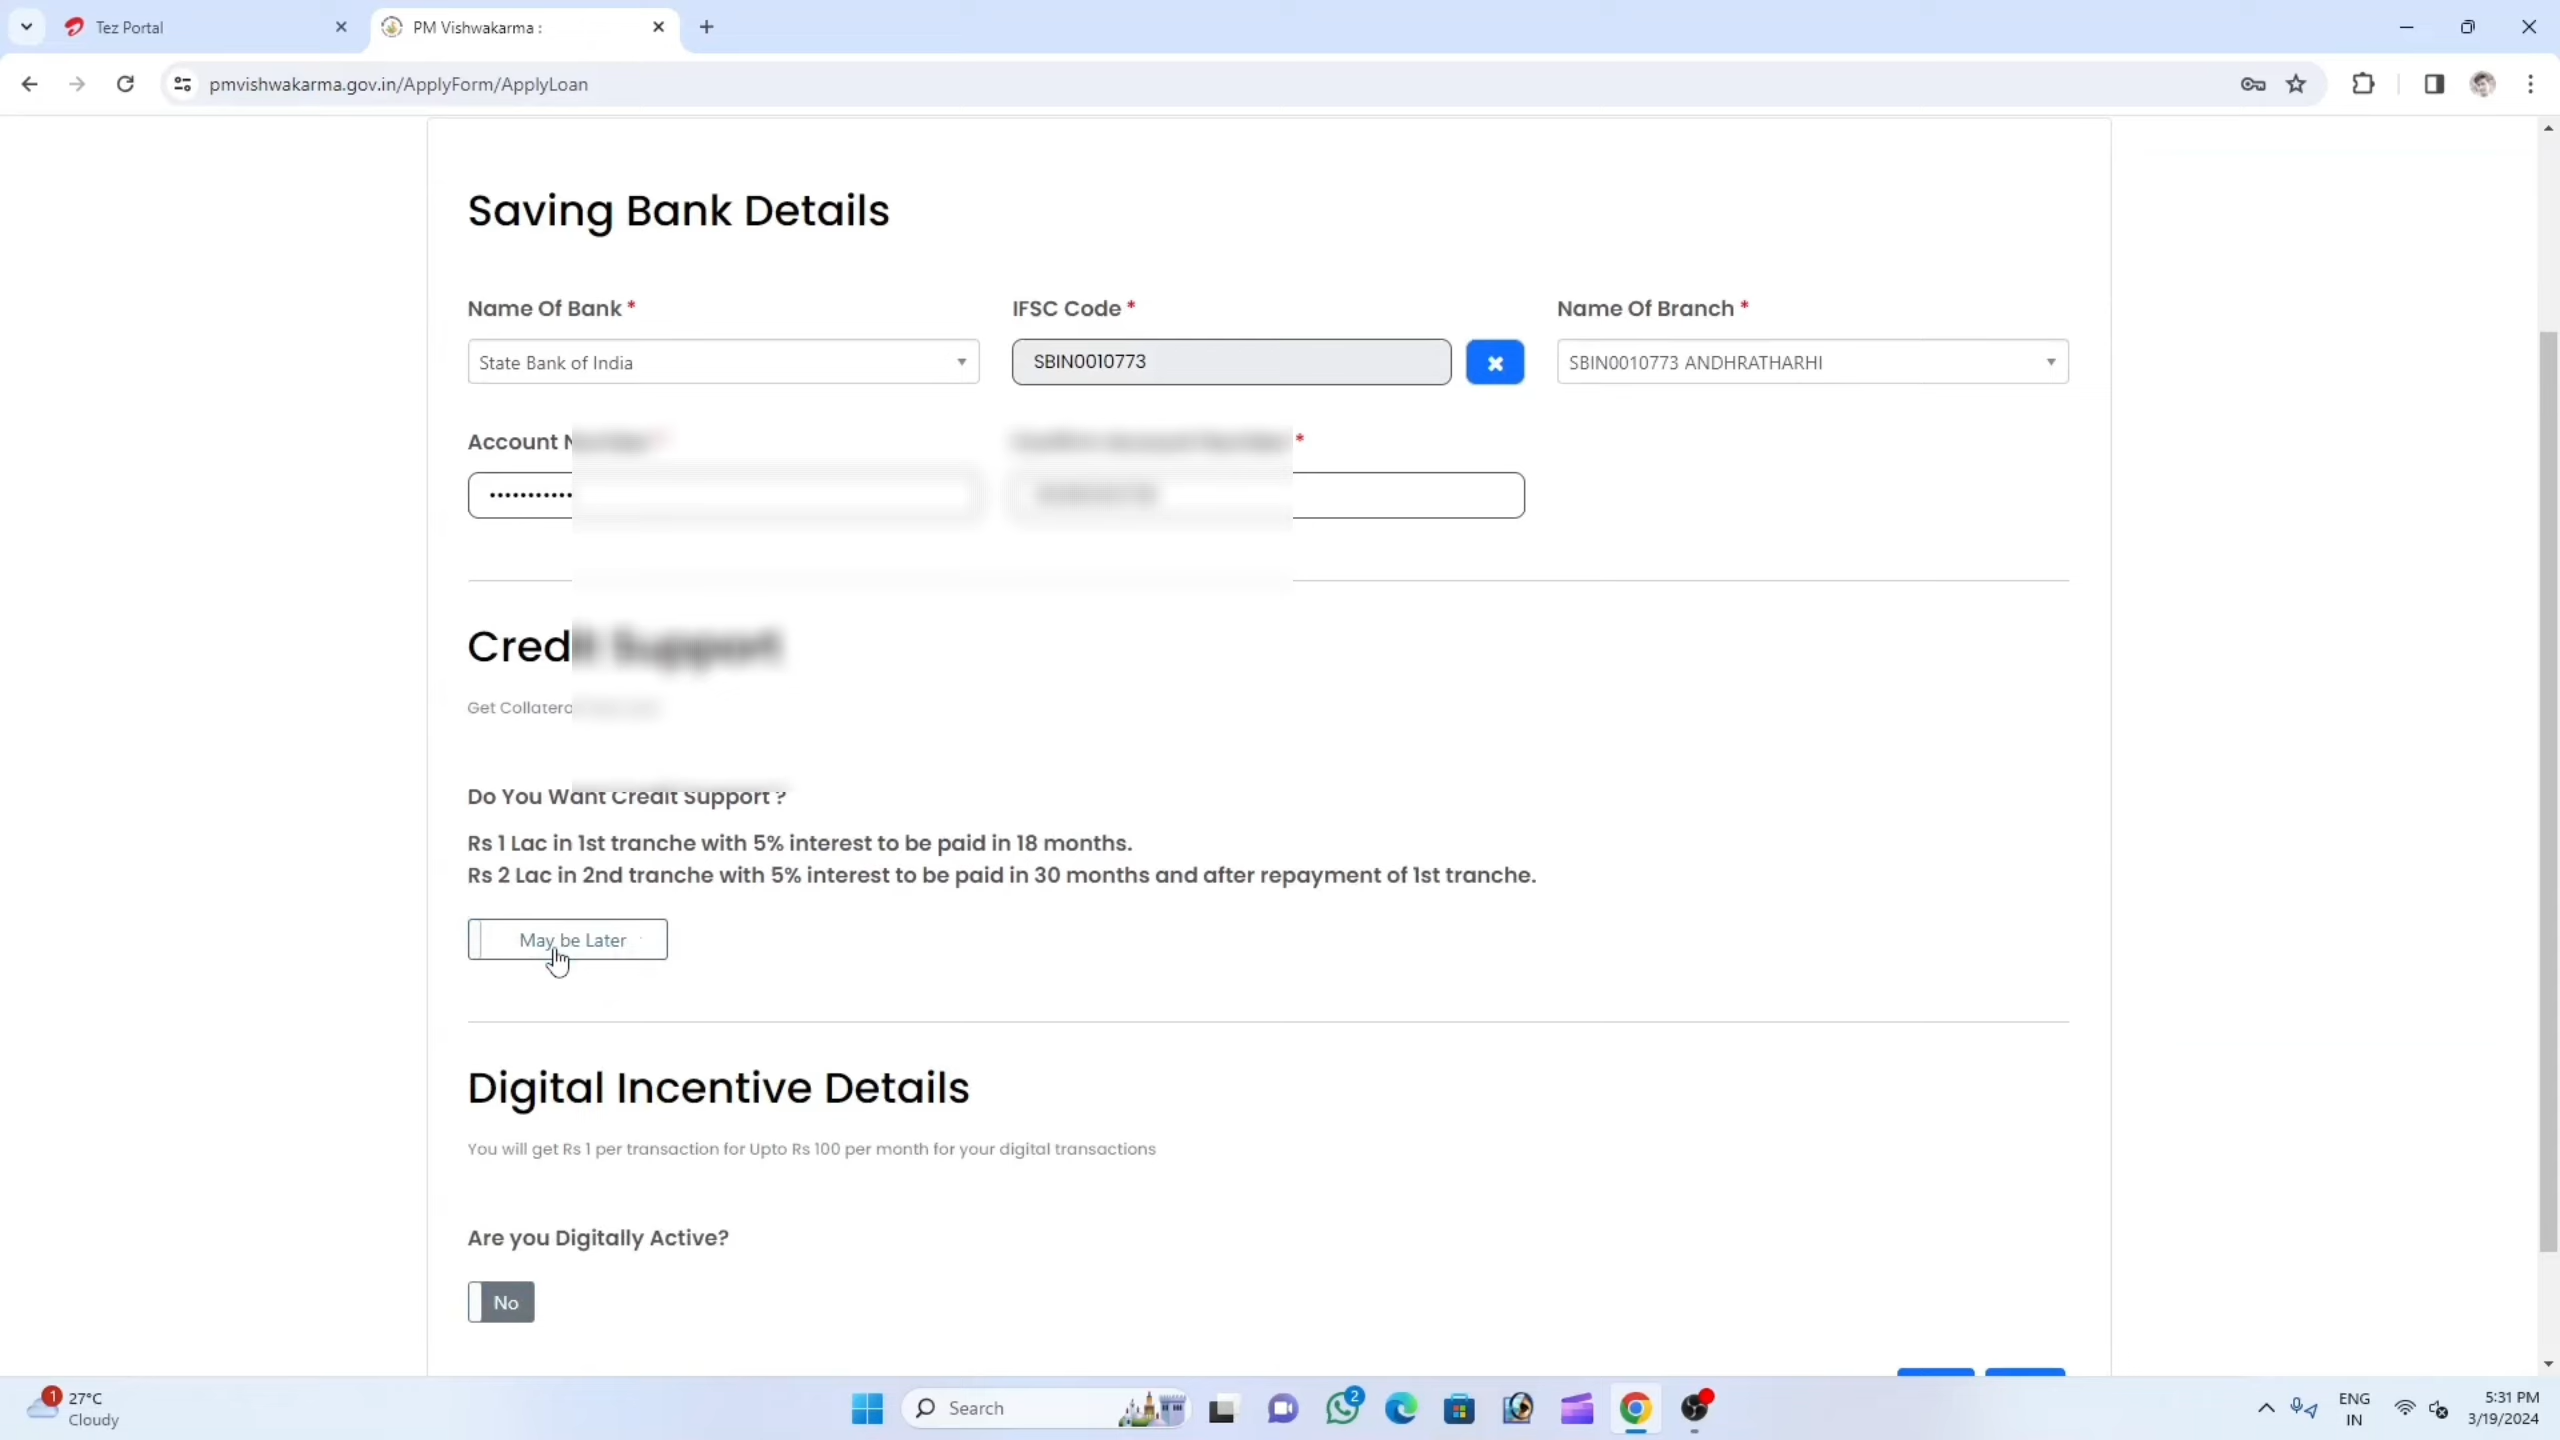 Tez Portal
PM Vishwakarma :
pmvishwakarma.gov.in/ApplyForm/ApplyLoan
Saving Bank Details
Name Of Bank * IFSC Code * Name Of Branch *
State Bank of India SBIN0010773 SBIN0010773 ANDHRATHARHI
Account
Credit Support
Get
Do You Want Credit Support ?
Rs 1 Lac in 1st tranche with 5% interest to be paid in 18 months.
Rs 2 Lac in 2nd tranche with 5% interest to be paid in 30 months and after repayment of 1st tranche.
May be Later
Digital Incentive Details
You will get Rs 1 per transaction for Upto Rs 100 per month for your digital transactions
Are you Digitally Active?
No
1 27°C
Cloudy
Search
2
ENG
IN
5:31 PM
3/19/2024